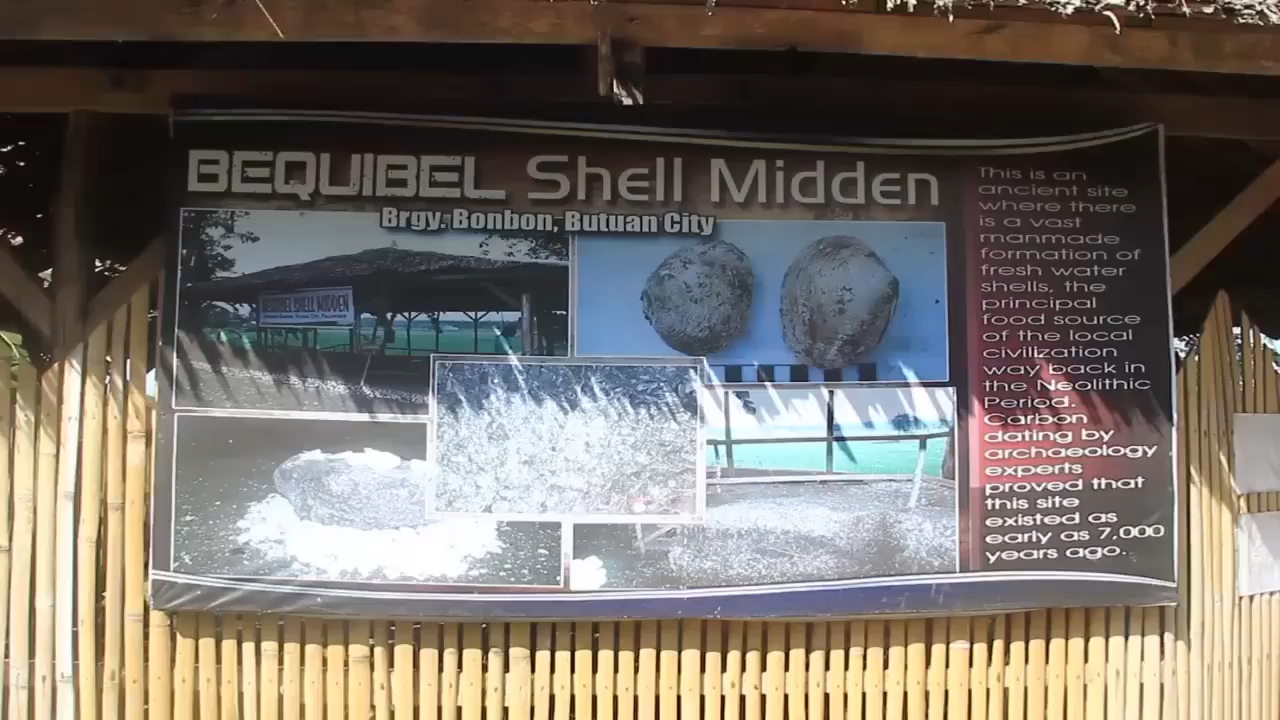 BEQUIBEL Shell Midden
Brgy. Bonbon, Butuan City
BEQUIBEL SHELL MIDDEN
This is an
ancient site
where there
is a vast
manmade
formation of
fresh water
shells, the
principal
food source
of the local
civilization
way back in
the Neolithic
Period.
Carbon
dating by
archaeology
experts
proved that
this site
existed as
early as 7,000
years ago.